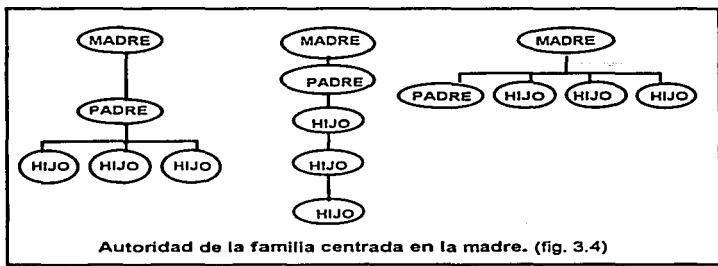 MADRE
PADRE
HIJO HIJO HIJO
MADRE
PADRE
HIJO
HIJO
HIJO
MADRE
PADRE HIJO HIJO HIJO
Autoridad de la familia centrada en la madre. (fig. 3.4)